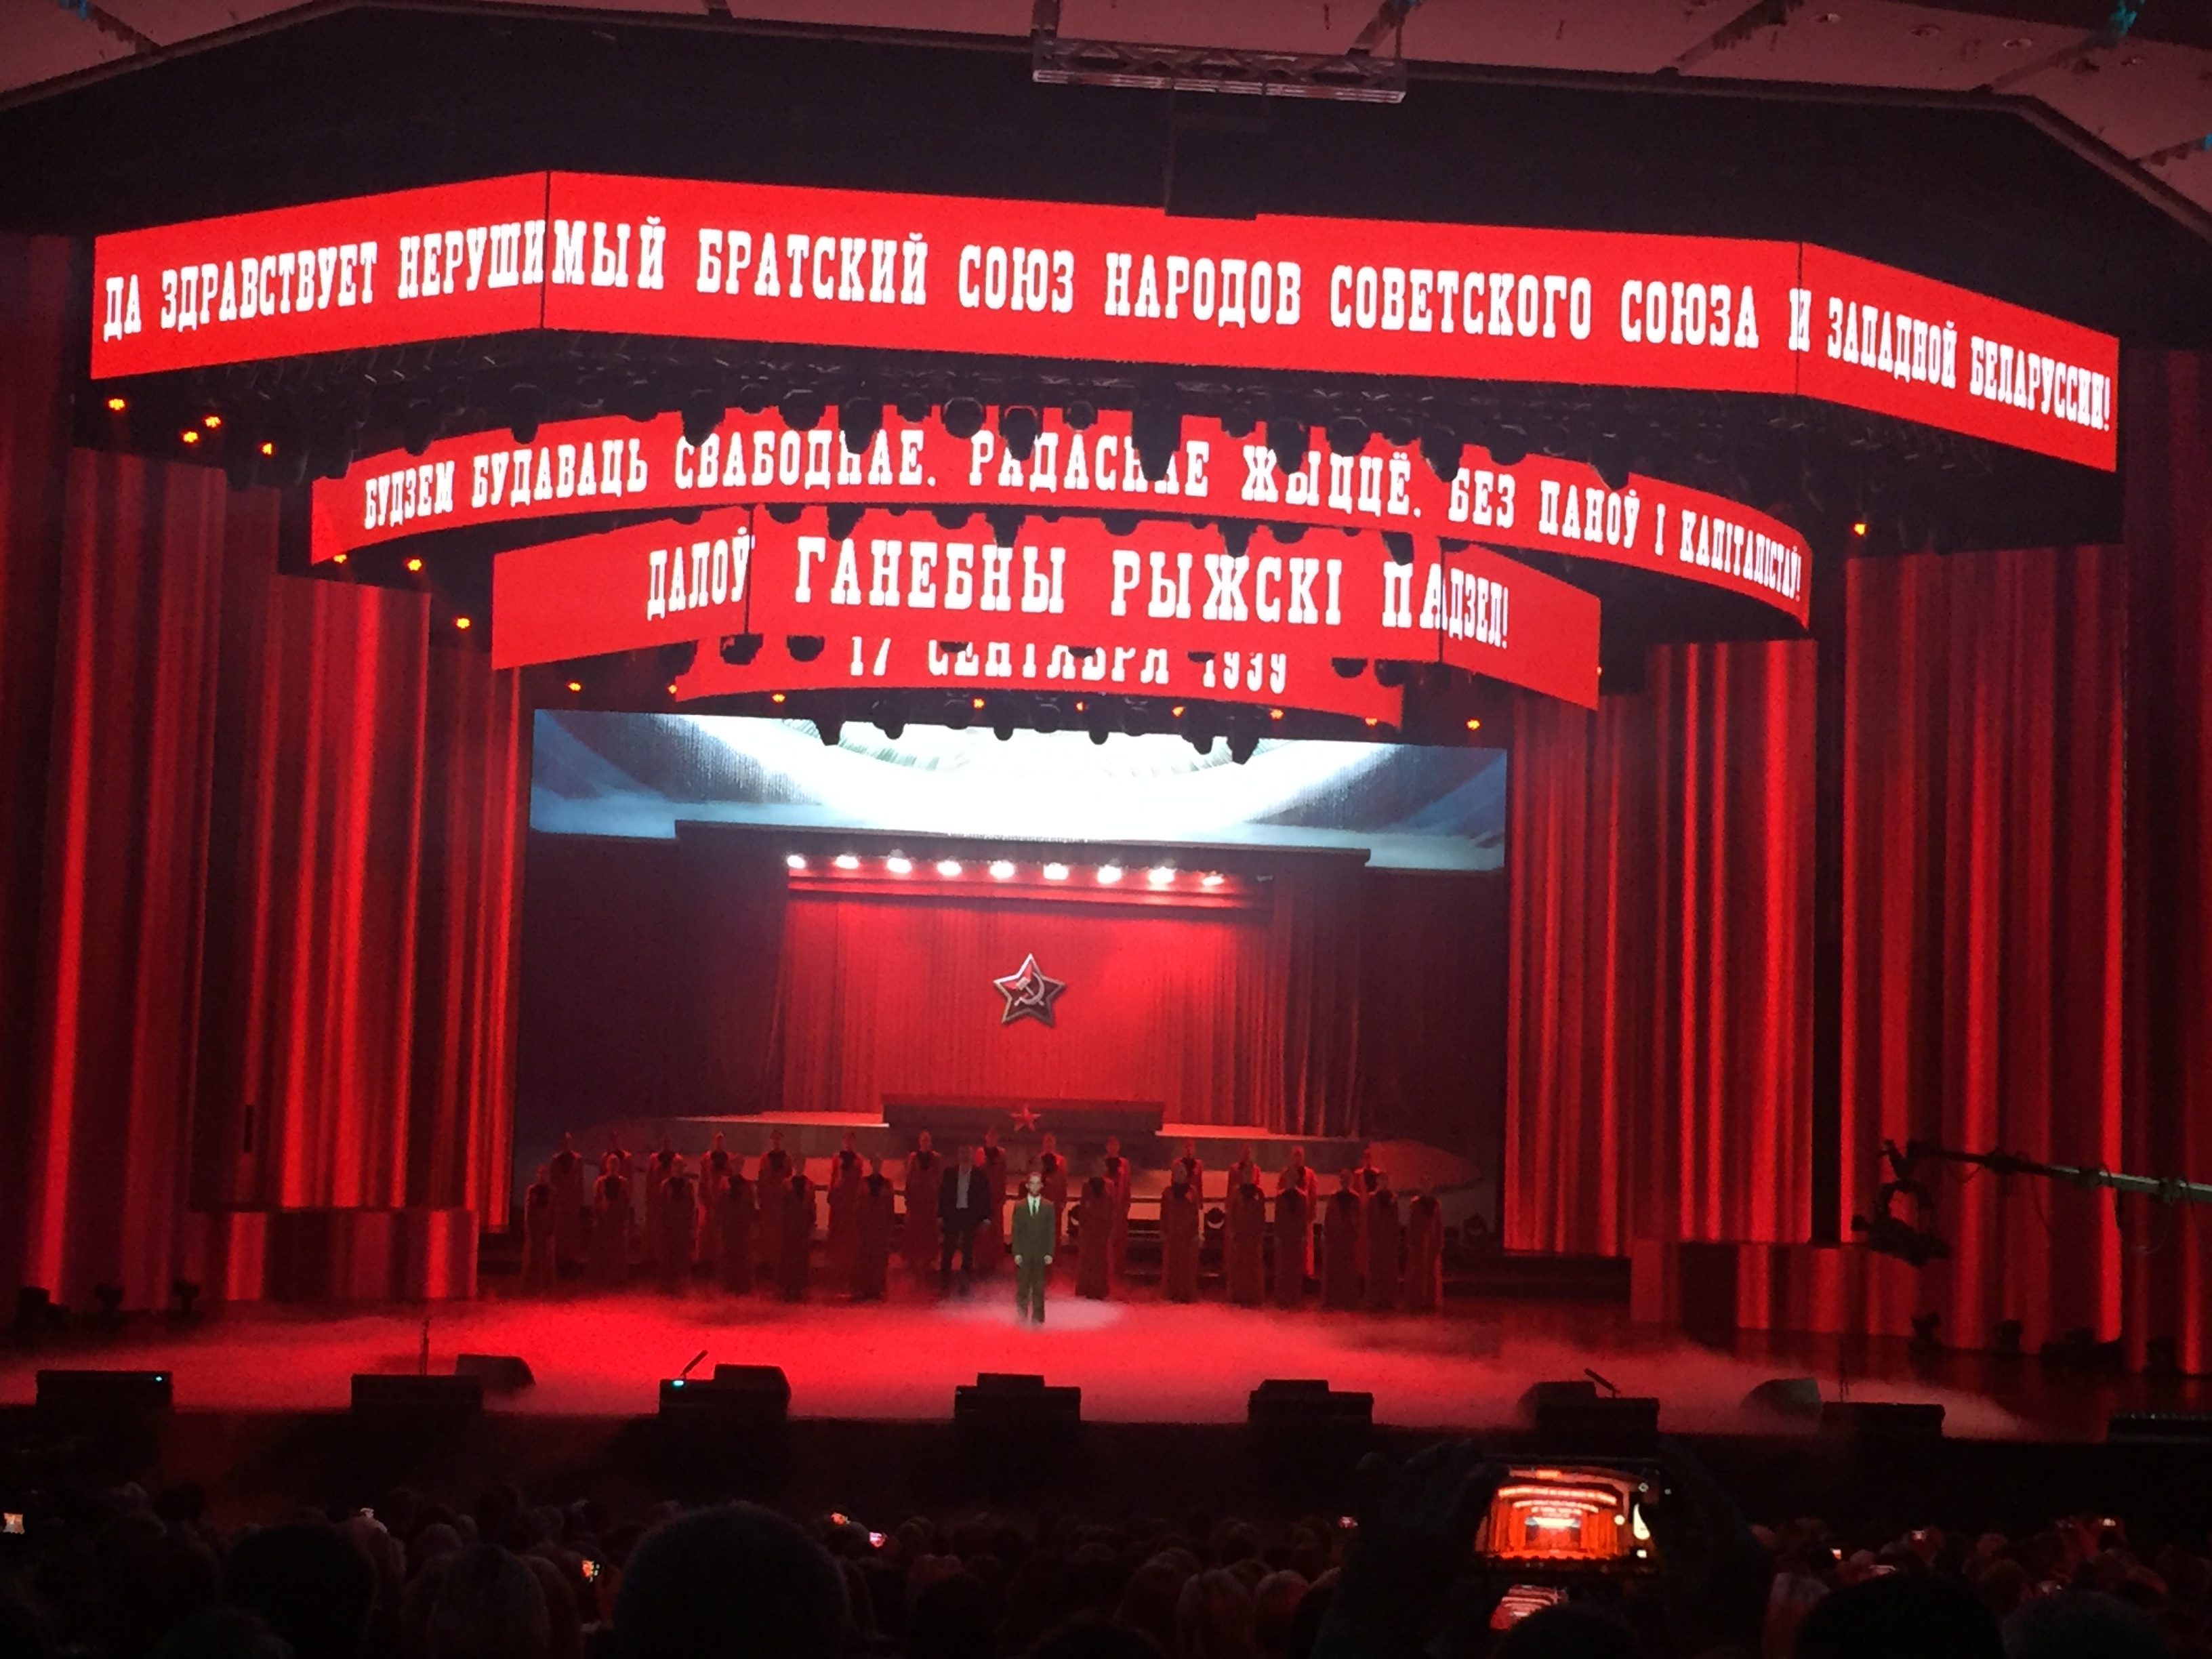 ДА ЗДРАВСТВУЕТ НЕРУШИМЫЙ БРАТСКИЙ СОЮЗ НАРОДОВ СОВЕТСКОГО СОЮЗА И ЗАПАДНОЙ БЕЛАРУССИИ!
БУДЗЕМ БУДАВАЦЬ СВАБОДНАЕ. РАДАСНАЕ ЖЫЦЦЁ. БЕЗ ПАНОЎ І КАПІТАЛІСТАЎ!
ДАЛОЎ ГАНЕБНЫ РЫЖСКІ ПАДЗЕЛ!
17 СЕНТЯБРЯ 1939